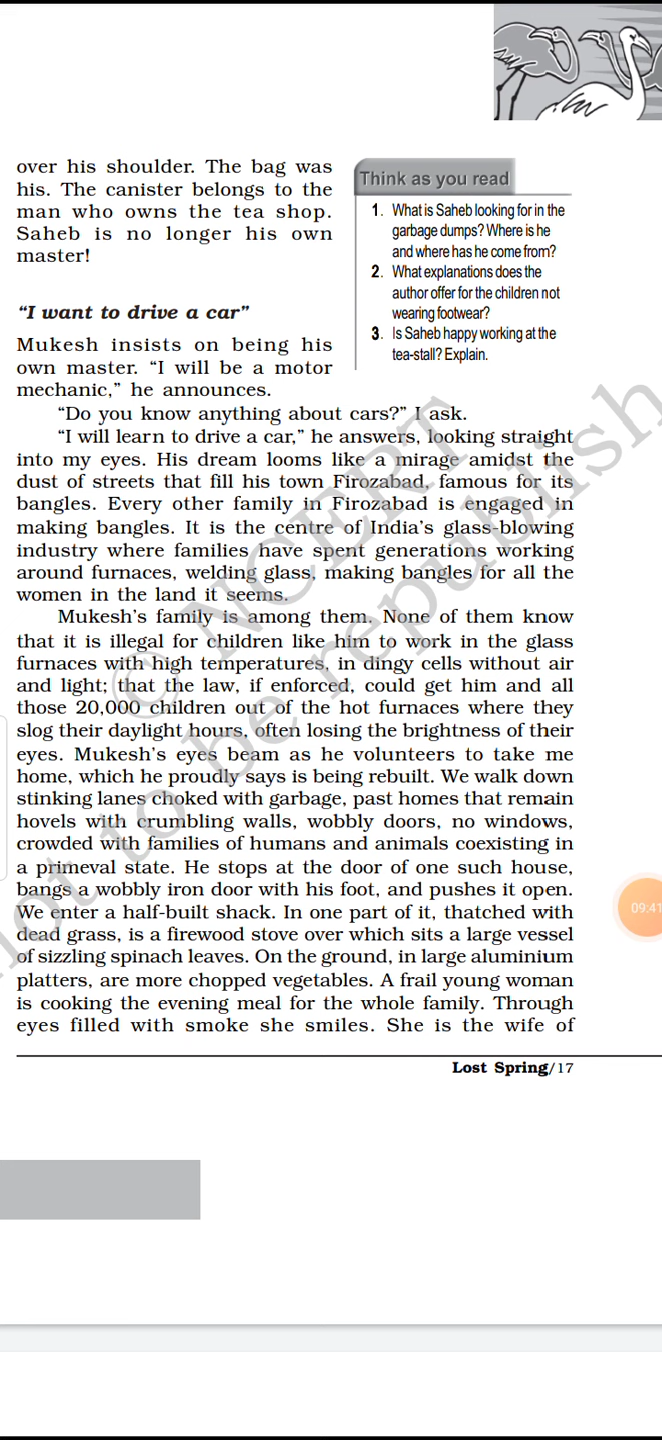 over his shoulder. The bag was
his. The canister belongs to the
man who owns the tea shop.
Saheb is no longer his own
master!
Think as you read
1. What is Saheb looking for in the
garbage dumps? Where is he
and where has he come from?
2. What explanations does the
author offer for the children not
wearing footwear?
3. Is Saheb happy working at the
tea-stall? Explain.
“I want to drive a car”
Mukesh insists on being his
own master. “I will be a motor
mechanic,” he announces.
“Do you know anything about cars?” I ask.
“I will learn to drive a car,” he answers, looking straight
into my eyes. His dream looms like a mirage amidst the
dust of streets that fill his town Firozabad, famous for its
bangles. Every other family in Firozabad is engaged in
making bangles. It is the centre of India’s glass-blowing
industry where families have spent generations working
around furnaces, welding glass, making bangles for all the
women in the land it seems.
Mukesh’s family is among them. None of them know
that it is illegal for children like him to work in the glass
furnaces with high temperatures, in dingy cells without air
and light; that the law, if enforced, could get him and all
those 20,000 children out of the hot furnaces where they
slog their daylight hours, often losing the brightness of their
eyes. Mukesh’s eyes beam as he volunteers to take me
home, which he proudly says is being rebuilt. We walk down
stinking lanes choked with garbage, past homes that remain
hovels with crumbling walls, wobbly doors, no windows,
crowded with families of humans and animals coexisting in
a primeval state. He stops at the door of one such house,
bangs a wobbly iron door with his foot, and pushes it open.
We enter a half-built shack. In one part of it, thatched with
dead grass, is a firewood stove over which sits a large vessel
of sizzling spinach leaves. On the ground, in large aluminium
platters, are more chopped vegetables. A frail young woman
is cooking the evening meal for the whole family. Through
eyes filled with smoke she smiles. She is the wife of
Lost Spring/17
© NCERT
not to be republish
09:41